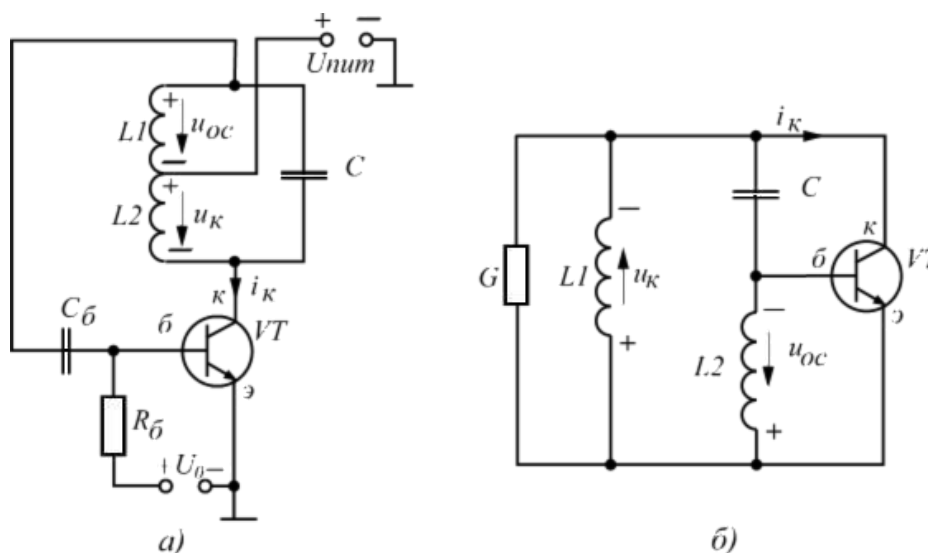 + −
Uпит
+
L1
uос
−
+
L2
uк
−
C
к
iк
Cб
б
VT
э
Rб
+ U0 −
а)
iк
C
к
−
б
VT
э
G
L1
uк
−
+
L2
uос
+
б)